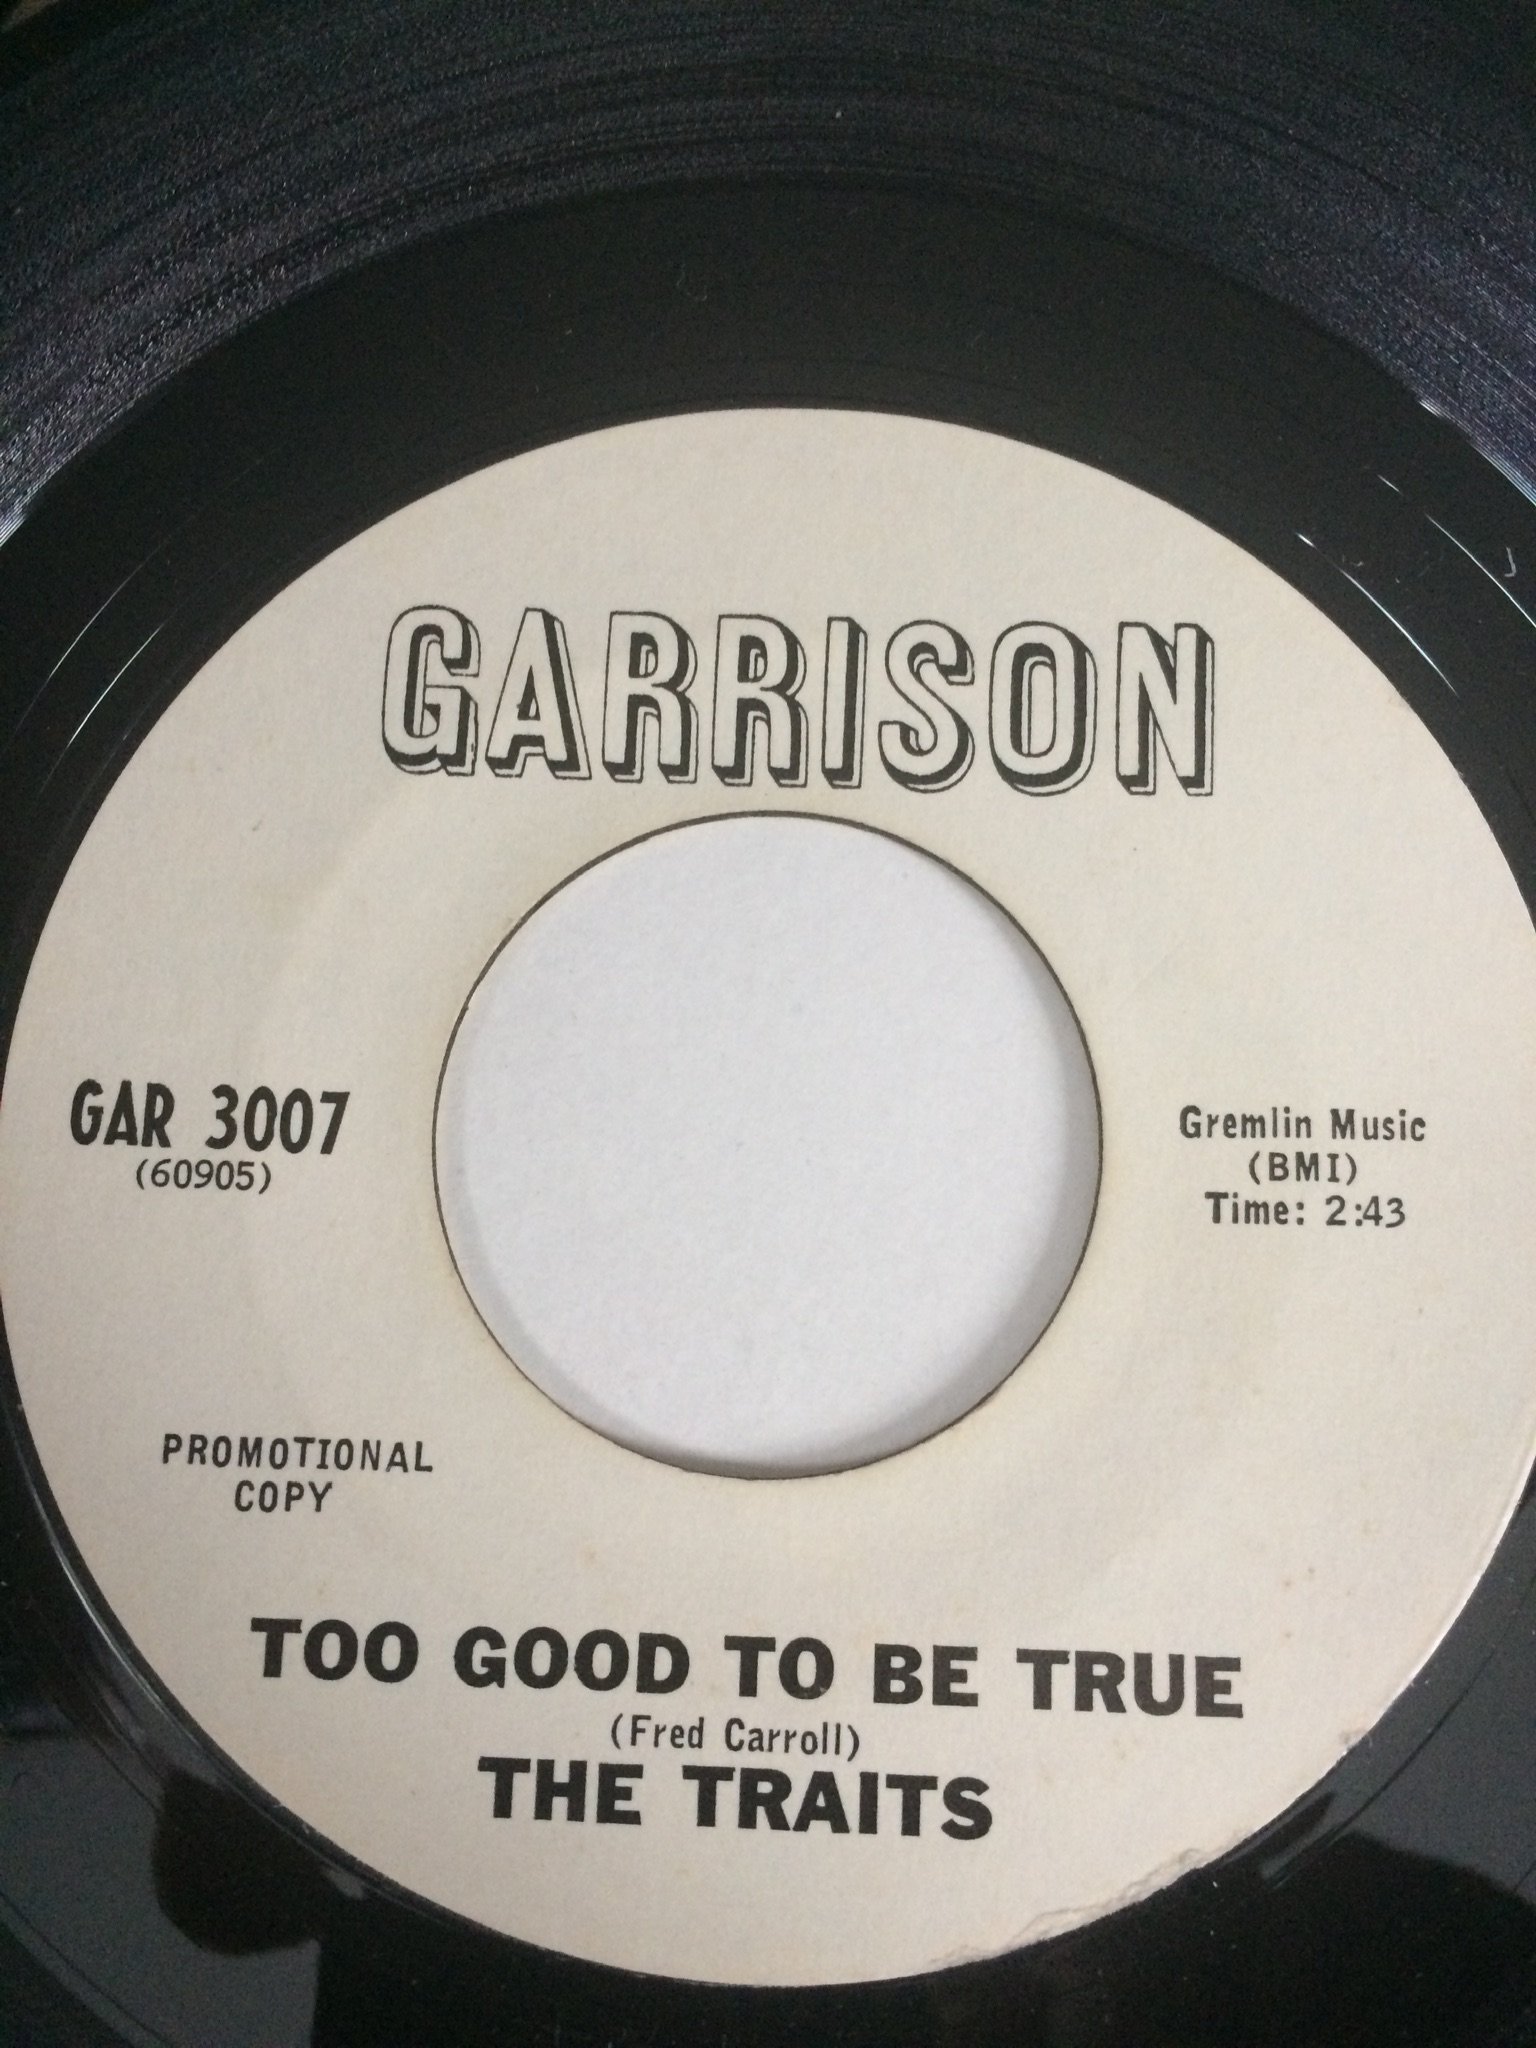 GARRISON
GAR 3007
(60905)
Gremlin Music
(BMI)
Time: 2:43
PROMOTIONAL
COPY
TOO GOOD TO BE TRUE
(Fred Carroll)
THE TRAITS